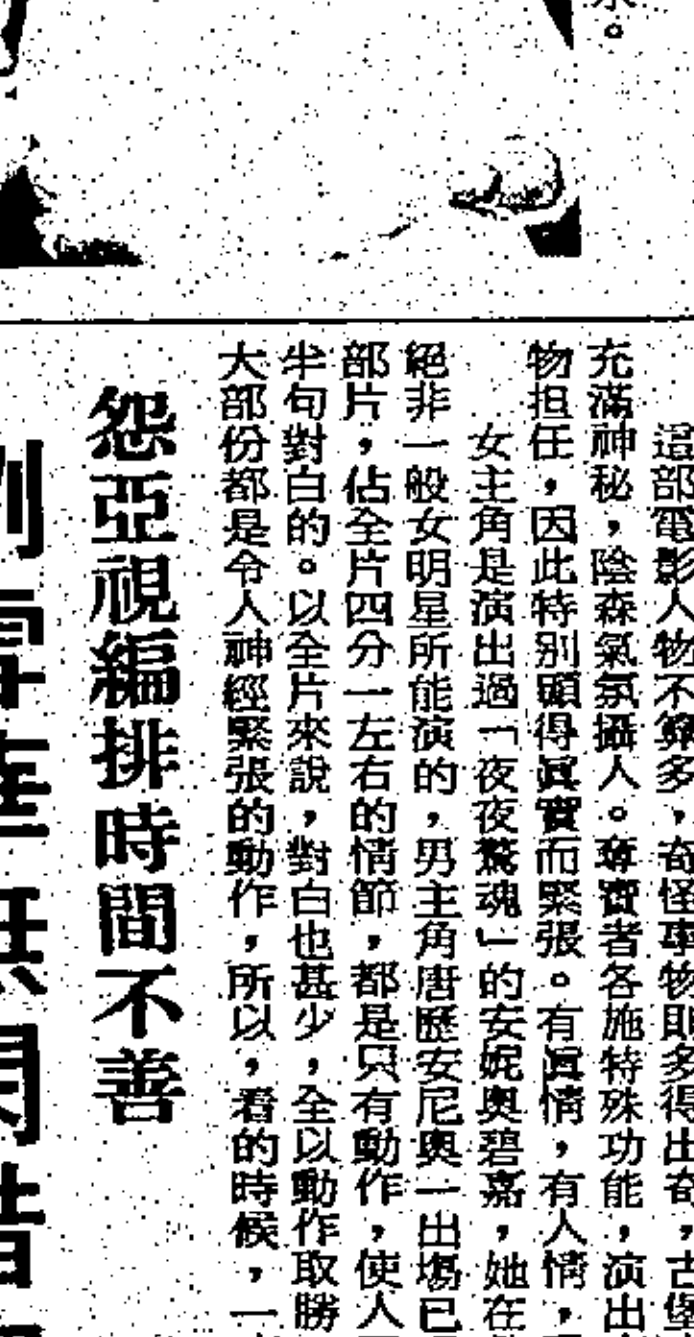 水。
這部電影人物不算多，奇怪事物則多得出奇，古堡
充滿神秘，陰森氣氛攝人。奪寶者各施特殊功能，演出
物担任，因此特別顯得眞實而緊張。有眞情，有人情，
女主角是演出過「夜夜驚魂」的安妮奧碧嘉，她在
絕非一般女明星所能演的，男主角唐歷安尼奧一出場已
部片，佔全片四分一左右的情節，都是只有動作，使人
半句對白的。以全片來說，對白也甚少，全以動作取勝
大部份都是令人神經緊張的動作，所以，看的時候，一
怨亞視編排時間不善